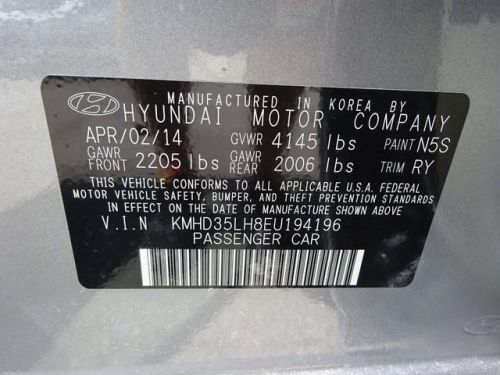 MANUFACTURED IN KOREA BY
HYUNDAI MOTOR COMPANY
APR/02/14 GVWR 4145 lbs PAINT N5S
GAWR FRONT 2205 lbs GAWR REAR 2006 lbs TRIM RY
THIS VEHICLE CONFORMS TO ALL APPLICABLE U.S.A. FEDERAL
MOTOR VEHICLE SAFETY, BUMPER, AND THEFT PREVENTION STANDARDS
IN EFFECT ON THE DATE OF MANUFACTURE SHOWN ABOVE.
V.I.N KMHD35LH8EU194196
PASSENGER CAR